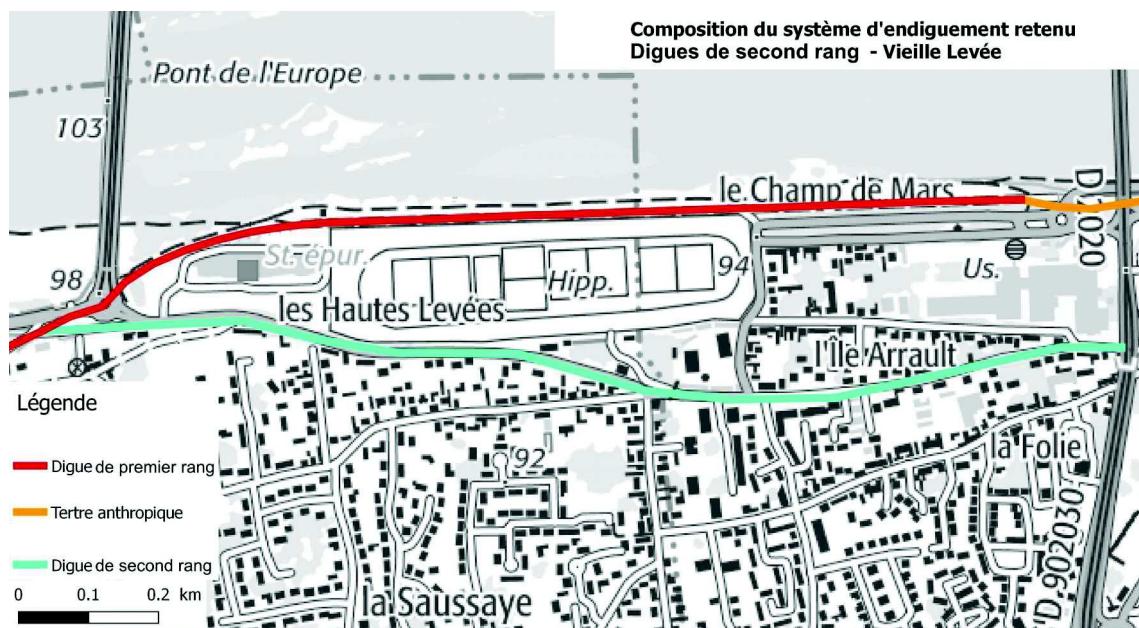 Composition du système d'endiguement retenu
Digues de second rang - Vieille Levée
Pont de l'Europe
103
le Champ de Mars
D1020
St. épur.
98
Hipp.
94
Us.
les Hautes Levées
l'Île Arrault
Légende
Digue de premier rang
Tertre anthropique
Digue de second rang
0 0.1 0.2 km
92
la Folie
D 902030
la Saussaye